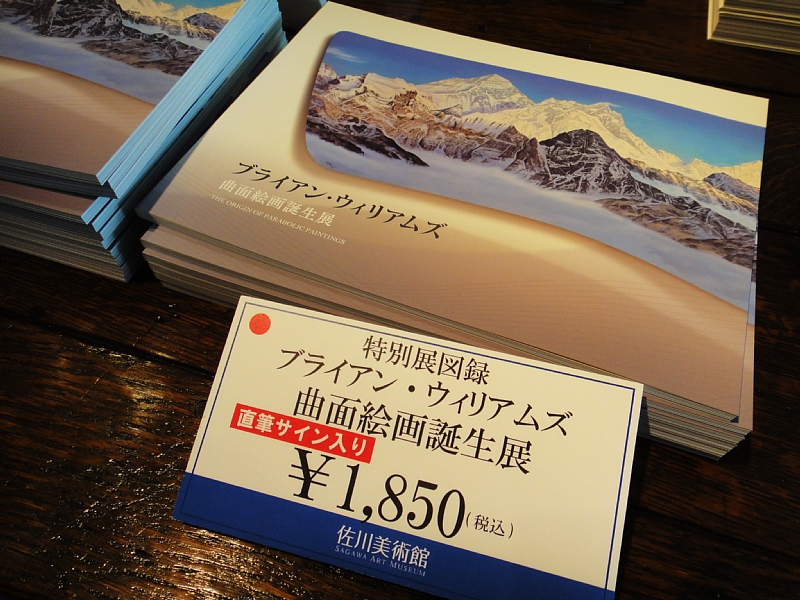 ブライアン・ウィリアムズ
曲面絵画誕生展
THE ORIGIN OF PARABOLIC PAINTINGS
特別展図録
ブライアン・ウィリアムズ
曲面絵画誕生展
直筆サイン入り
￥1,850(税込)
佐川美術館
SAGAWA ART MUSEUM